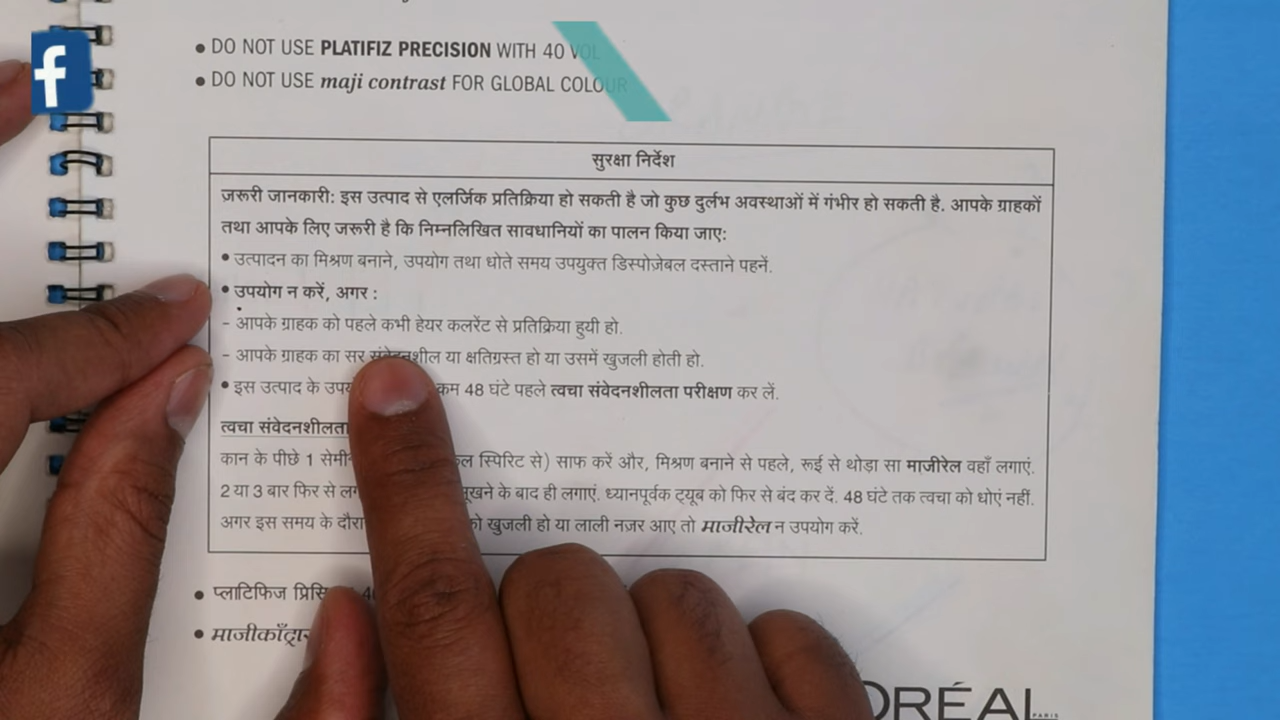 • DO NOT USE PLATIFIZ PRECISION WITH 40 VOL
• DO NOT USE maji contrast FOR GLOBAL COLOUR
सुरक्षा निर्देश
ज़रूरी जानकारी: इस उत्पाद से एलर्जिक प्रतिक्रिया हो सकती है जो कुछ दुर्लभ अवस्थाओं में गंभीर हो सकती है. आपके ग्राहकों
तथा आपके लिए जरूरी है कि निम्नलिखित सावधानियों का पालन किया जाए:
• उत्पादन का मिश्रण बनाने, उपयोग तथा धोते समय उपयुक्त डिस्पोज़ेबल दस्ताने पहनें.
• उपयोग न करें, अगर :
– आपके ग्राहक को पहले कभी हेयर कलरेंट से प्रतिक्रिया हुयी हो.
– आपके ग्राहक का सर संवेदनशील या क्षतिग्रस्त हो या उसमें खुजली होती हो.
• इस उत्पाद के कम 48 घंटे पहले त्वचा संवेदनशीलता परीक्षण कर लें.
त्वचा संवेदनशीलता
कान के पीछे 1 स्पिरिट से) साफ करें और, मिश्रण बनाने से पहले, रूई से थोड़ा सा माज़ीरेल वहाँ लगाएं.
2 या 3 बार फिर से सूखने के बाद ही लगाएं. ध्यानपूर्वक ट्यूब को फिर से बंद कर दें. 48 घंटे तक त्वचा को धोएं नहीं.
अगर इस समय के को खुजली हो या लाली नजर आए तो माजीरेल न उपयोग करें.
• प्लाटिफिज
•
ORÉAL
PARIS